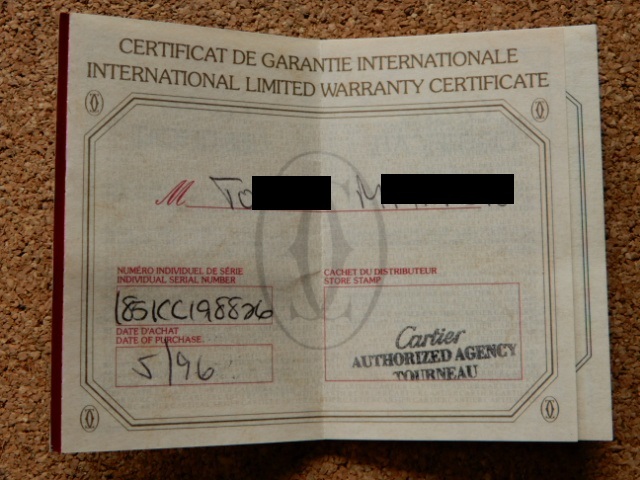 CERTIFICAT DE GARANTIE INTERNATIONALE
INTERNATIONAL LIMITED WARRANTY CERTIFICATE
M
NUMÉRO INDIVIDUEL DE SÉRIE
INDIVIDUAL SERIAL NUMBER
1851CC198826
DATE D'ACHAT
DATE OF PURCHASE
5/96
CACHET DU DISTRIBUTEUR
STORE STAMP
Cartier
AUTHORIZED AGENCY
TOURNEAU